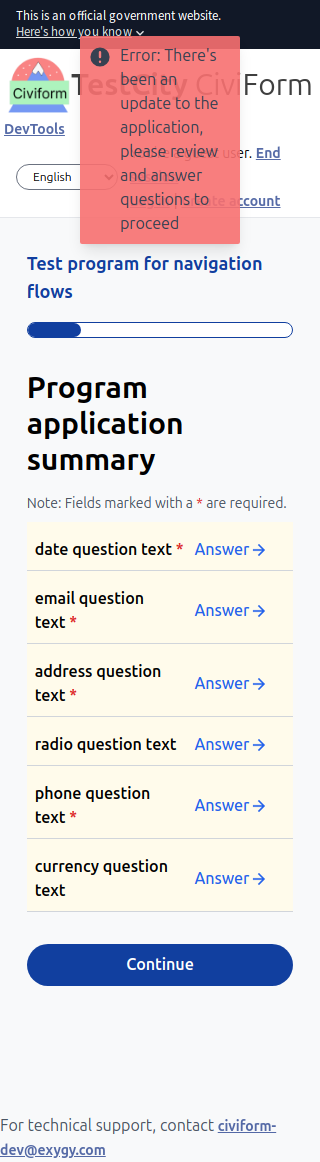 This is an official government website.
Here's how you know
Civiform
TestCity CiviForm
DevTools
user. End
English
account
Error: There's
been an
update to the
application,
please review
and answer
questions to
proceed
Test program for navigation
flows
Program
application
summary
Note: Fields marked with a * are required.
date question text * Answer
email question
text *
Answer
address question
text *
Answer
radio question text Answer
phone question
text *
Answer
currency question
text
Answer
Continue
For technical support, contact civiform-
dev@exygy.com